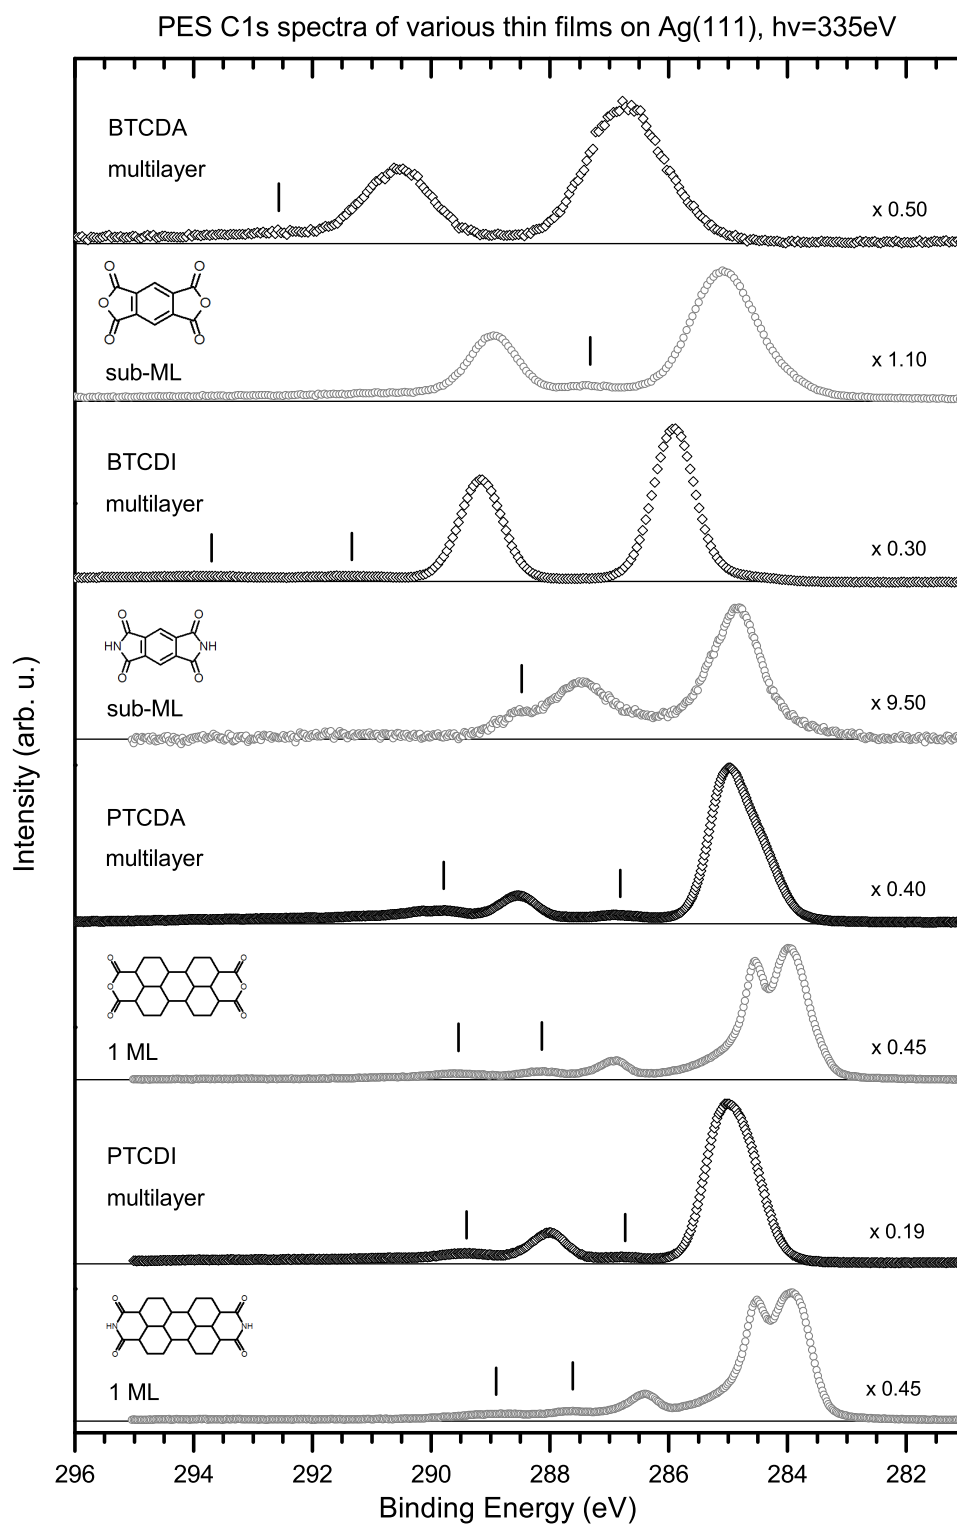 PES C1s spectra of various thin films on Ag(111), hν=335eV
BTCDA
multilayer
x 0.50
O O
O O
O O
sub-ML
x 1.10
BTCDI
multilayer
x 0.30
O O
HN NH
O O
sub-ML
x 9.50
PTCDA
multilayer
x 0.40
O O
O O
O O
1 ML
x 0.45
PTCDI
multilayer
x 0.19
O O
HN NH
O O
1 ML
x 0.45
Intensity (arb. u.)
296 294 292 290 288 286 284 282
Binding Energy (eV)